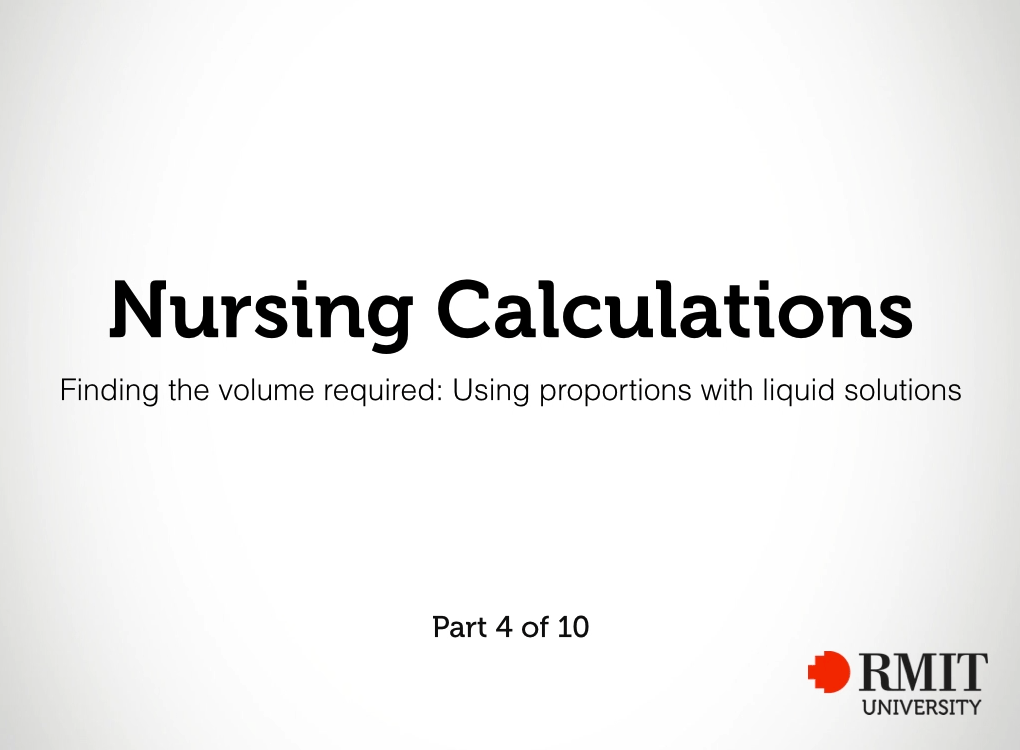 Nursing Calculations
Finding the volume required: Using proportions with liquid solutions
Part 4 of 10
RMIT
UNIVERSITY